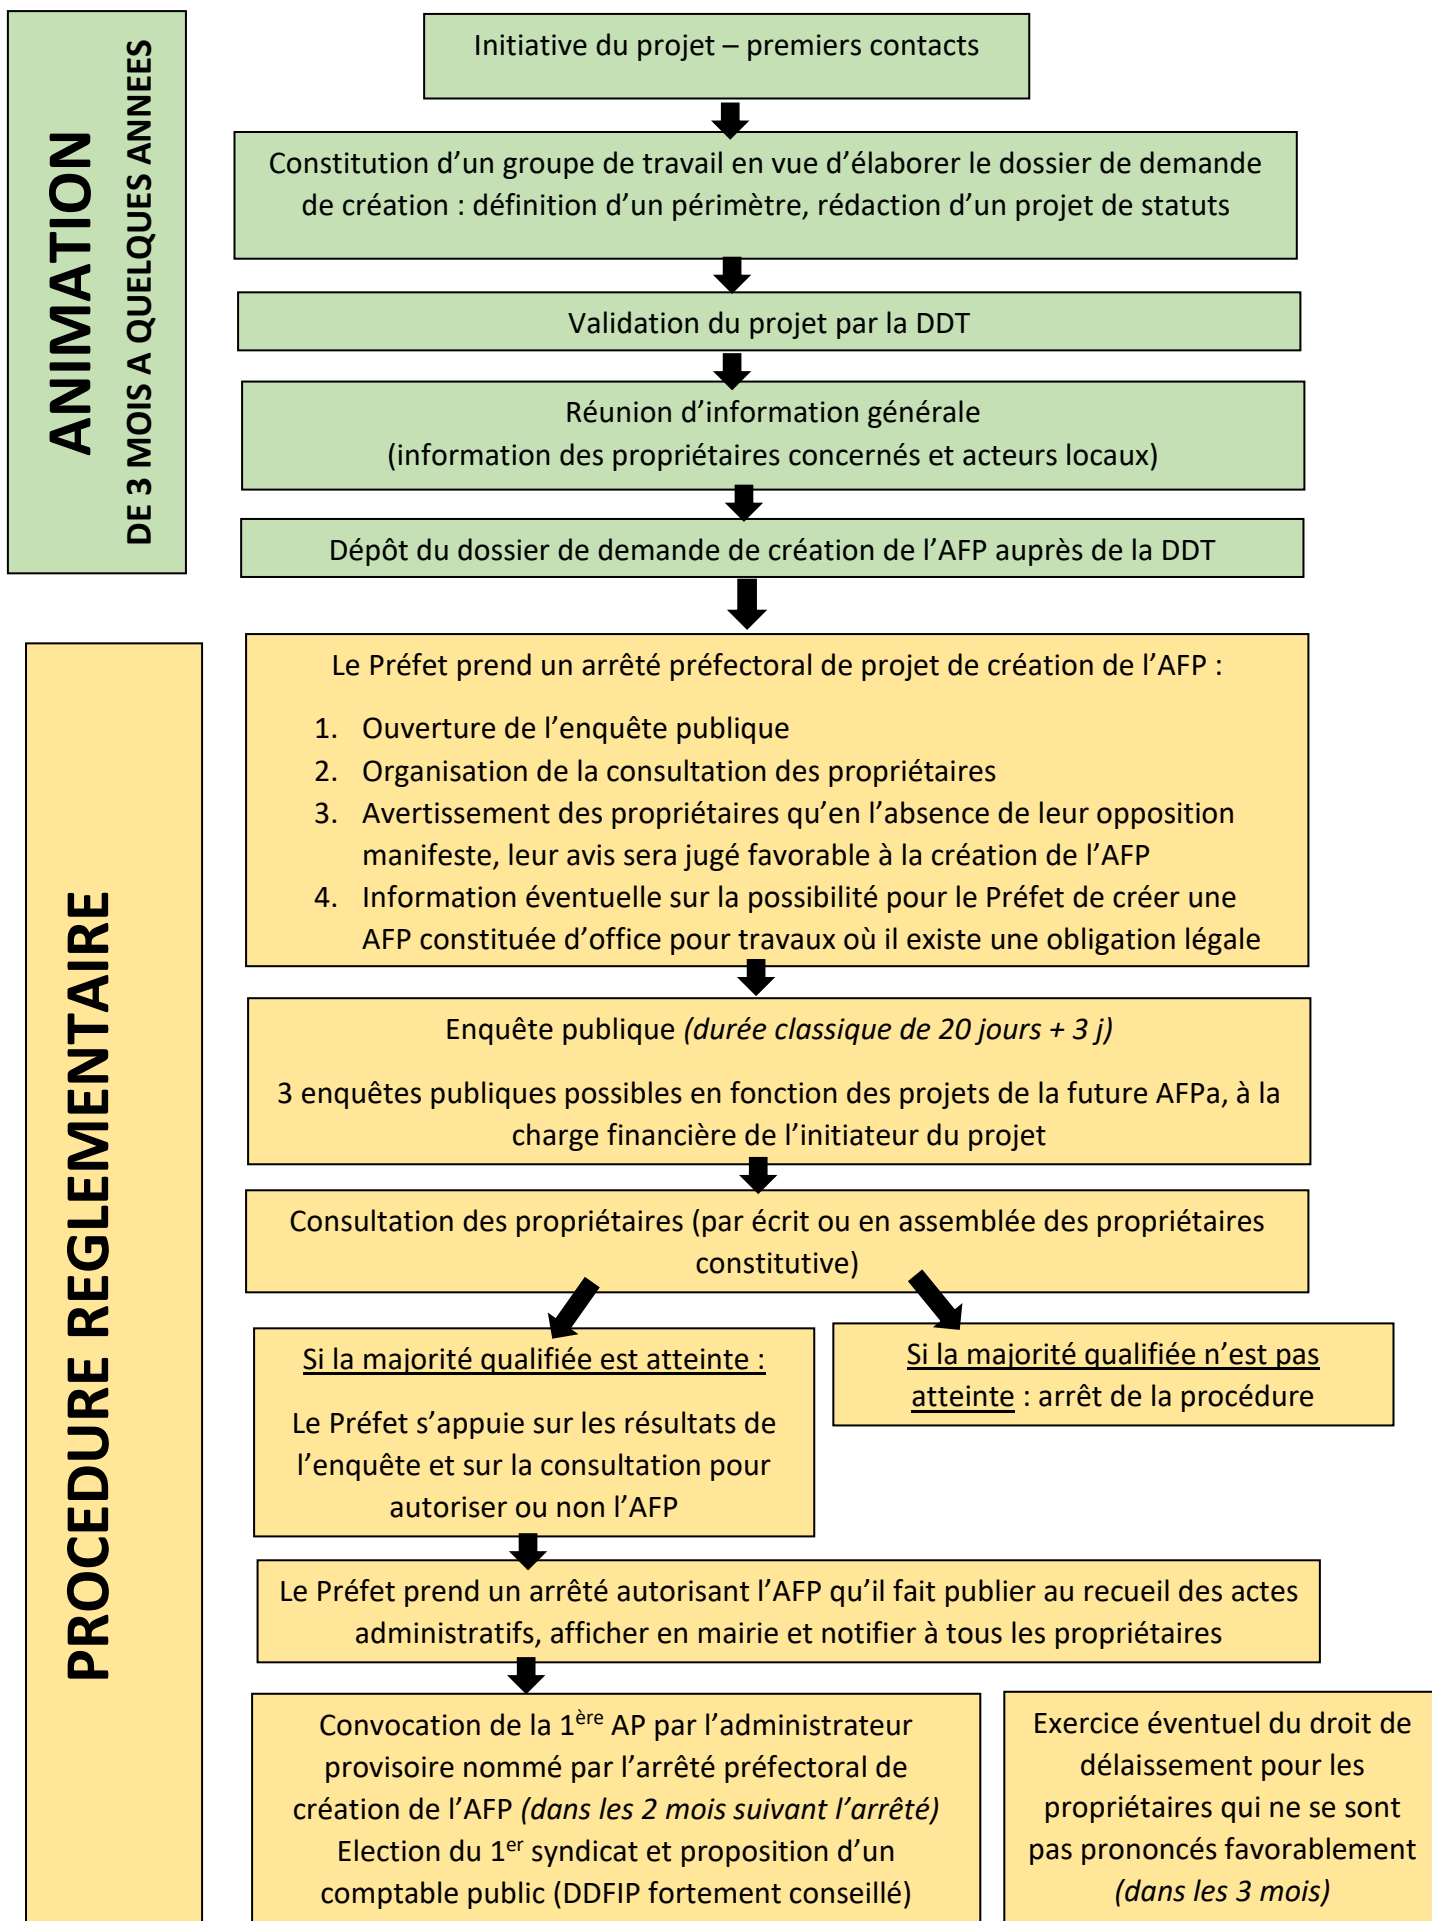 ANIMATION
DE 3 MOIS A QUELQUES ANNEES
Initiative du projet – premiers contacts
Constitution d’un groupe de travail en vue d’élaborer le dossier de demande
de création : définition d’un périmètre, rédaction d’un projet de statuts
Validation du projet par la DDT
Réunion d’information générale
(information des propriétaires concernés et acteurs locaux)
Dépôt du dossier de demande de création de l’AFP auprès de la DDT
PROCEDURE REGLEMENTAIRE
Le Préfet prend un arrêté préfectoral de projet de création de l’AFP :
1. Ouverture de l’enquête publique
2. Organisation de la consultation des propriétaires
3. Avertissement des propriétaires qu’en l’absence de leur opposition
manifeste, leur avis sera jugé favorable à la création de l’AFP
4. Information éventuelle sur la possibilité pour le Préfet de créer une
AFP constituée d’office pour travaux où il existe une obligation légale
Enquête publique (durée classique de 20 jours + 3 j)
3 enquêtes publiques possibles en fonction des projets de la future AFPa, à la
charge financière de l’initiateur du projet
Consultation des propriétaires (par écrit ou en assemblée des propriétaires
constitutive)
Si la majorité qualifiée est atteinte :
Le Préfet s’appuie sur les résultats de
l’enquête et sur la consultation pour
autoriser ou non l’AFP
Si la majorité qualifiée n’est pas
atteinte : arrêt de la procédure
Le Préfet prend un arrêté autorisant l’AFP qu’il fait publier au recueil des actes
administratifs, afficher en mairie et notifier à tous les propriétaires
Convocation de la 1ère AP par l’administrateur
provisoire nommé par l’arrêté préfectoral de
création de l’AFP (dans les 2 mois suivant l’arrêté)
Election du 1er syndicat et proposition d’un
comptable public (DDFIP fortement conseillé)
Exercice éventuel du droit de
délaissement pour les
propriétaires qui ne se sont
pas prononcés favorablement
(dans les 3 mois)